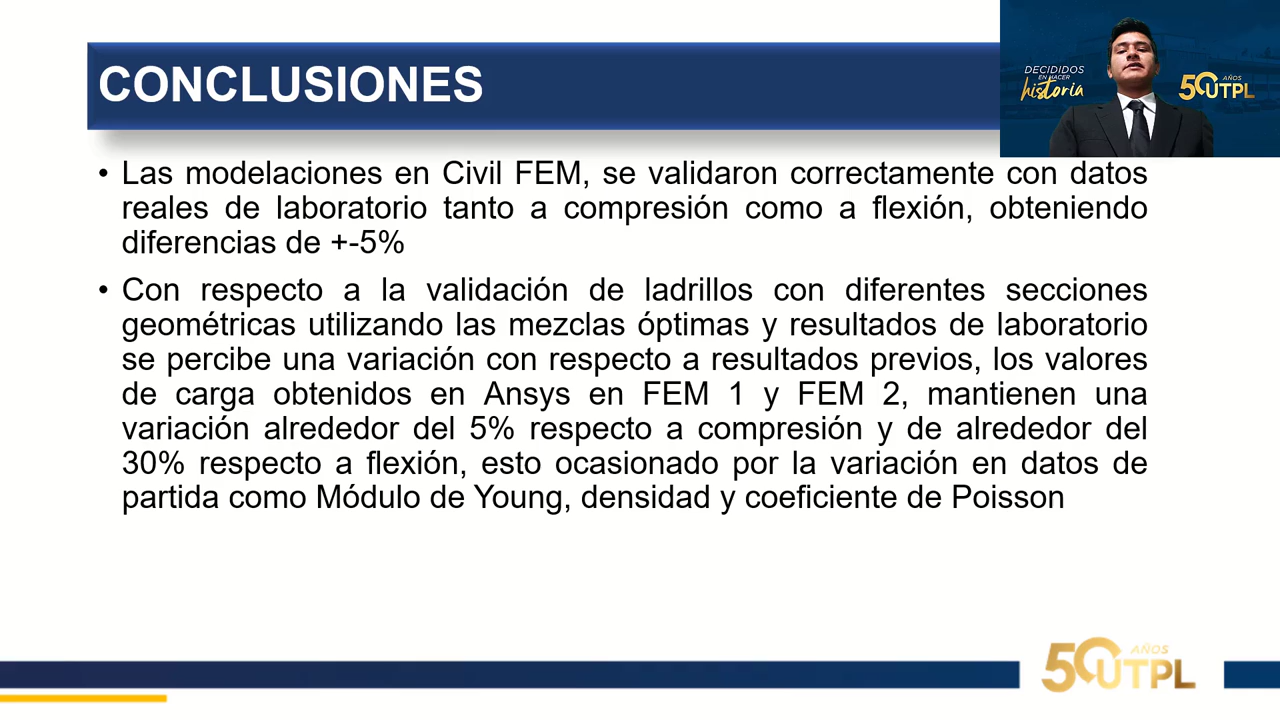 CONCLUSIONES
DECIDIDOS
EN HACER
historia
50 AÑOS
UTPL
• Las modelaciones en Civil FEM, se validaron correctamente con datos
reales de laboratorio tanto a compresión como a flexión, obteniendo
diferencias de +-5%
• Con respecto a la validación de ladrillos con diferentes secciones
geométricas utilizando las mezclas óptimas y resultados de laboratorio
se percibe una variación con respecto a resultados previos, los valores
de carga obtenidos en Ansys en FEM 1 y FEM 2, mantienen una
variación alrededor del 5% respecto a compresión y de alrededor del
30% respecto a flexión, esto ocasionado por la variación en datos de
partida como Módulo de Young, densidad y coeficiente de Poisson
50 AÑOS
UTPL